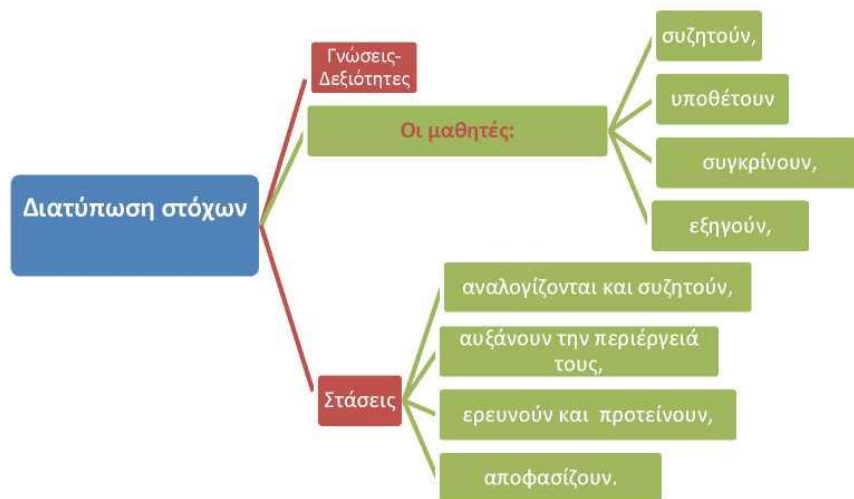 Διατύπωση στόχων
Γνώσεις-
Δεξιότητες
Οι μαθητές:
συζητούν,
υποθέτουν
συγκρίνουν,
εξηγούν,
Στάσεις
αναλογίζονται και συζητούν,
αυξάνουν την περιέργειά
τους,
ερευνούν και προτείνουν,
αποφασίζουν.